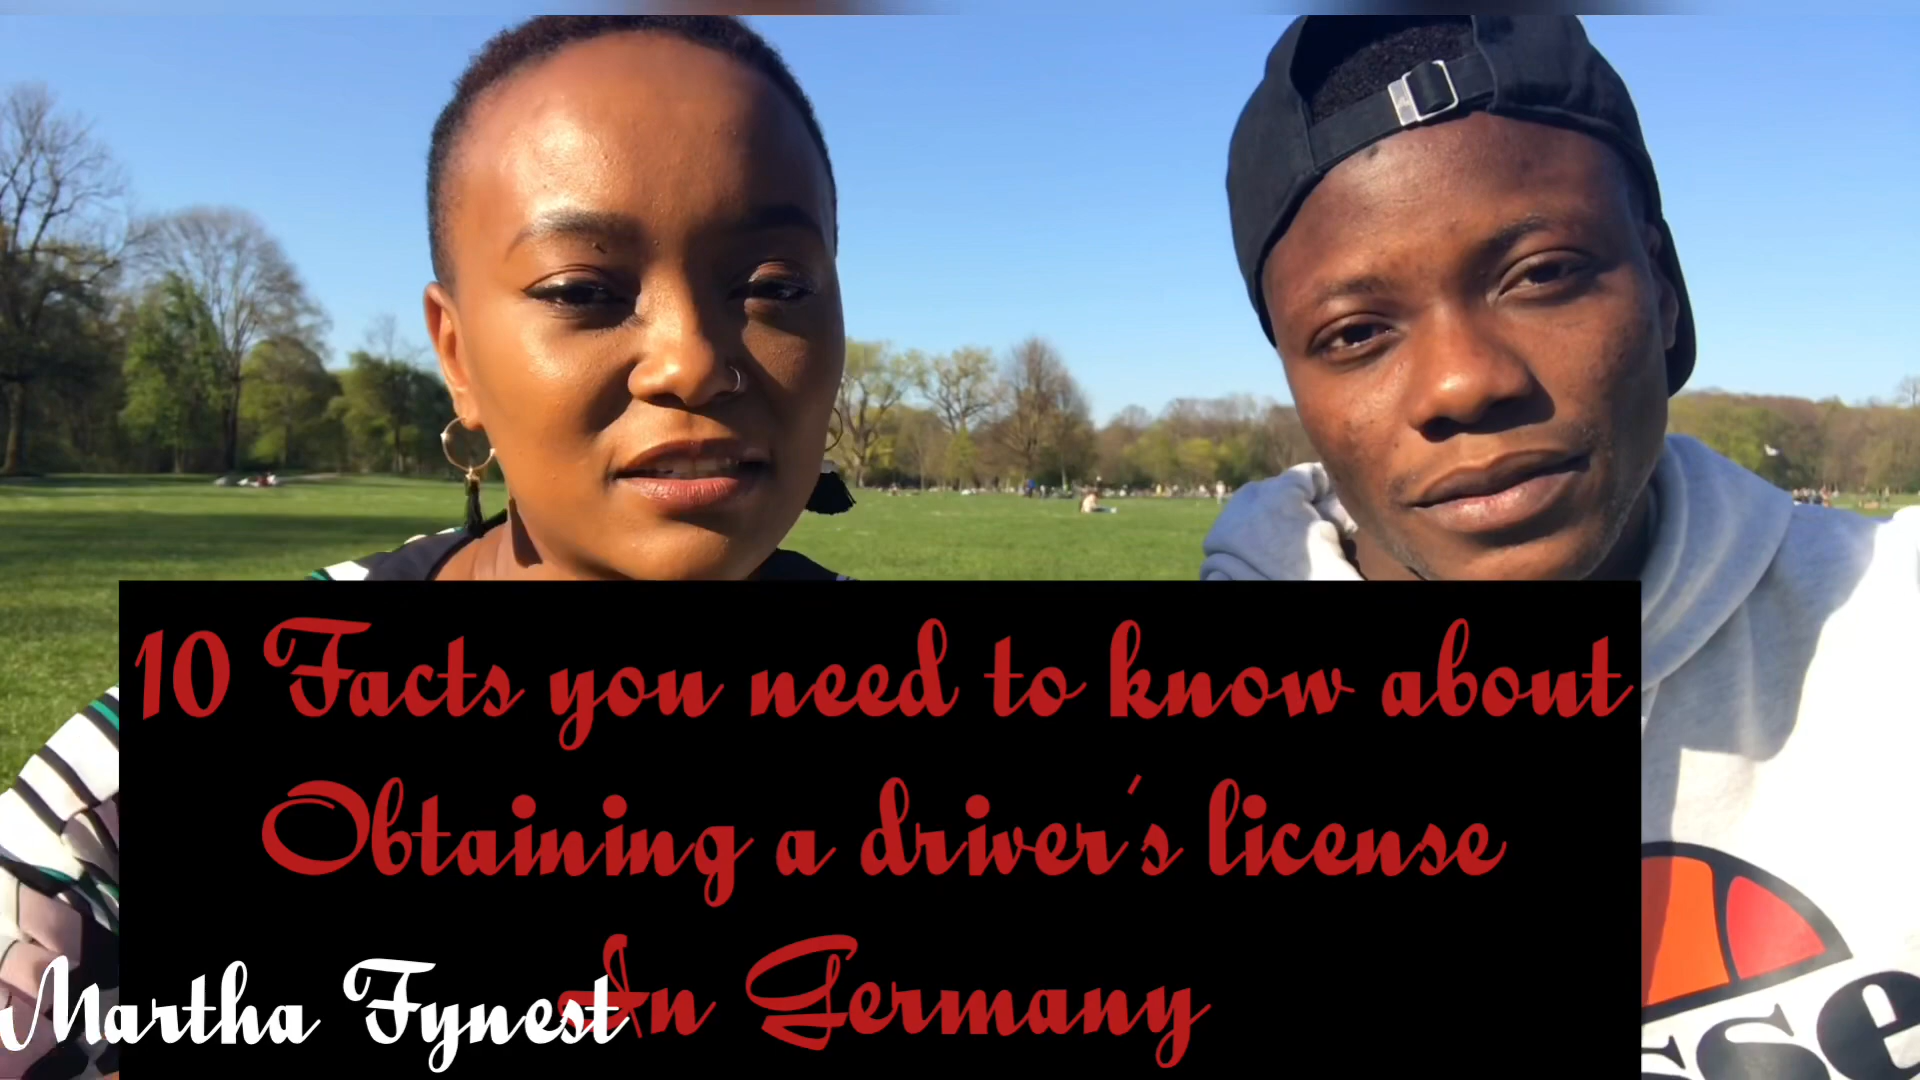 10 Facts you need to know about
Obtaining a driver's license
In Germany
Martha Fynest